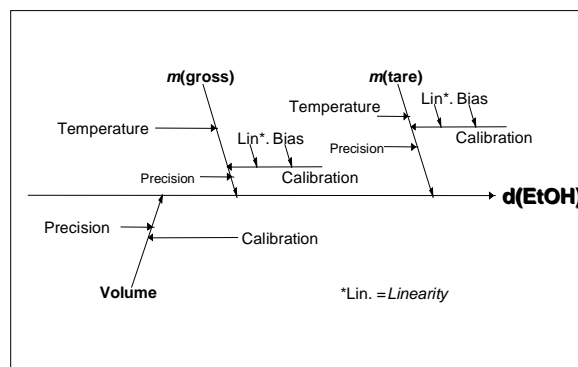 m(gross)
m(tare)
Temperature
Lin*. Bias
Precision
Calibration
Temperature
Lin*. Bias
Precision
Calibration
d(EtOH)
Precision
Calibration
Volume
*Lin. = Linearity